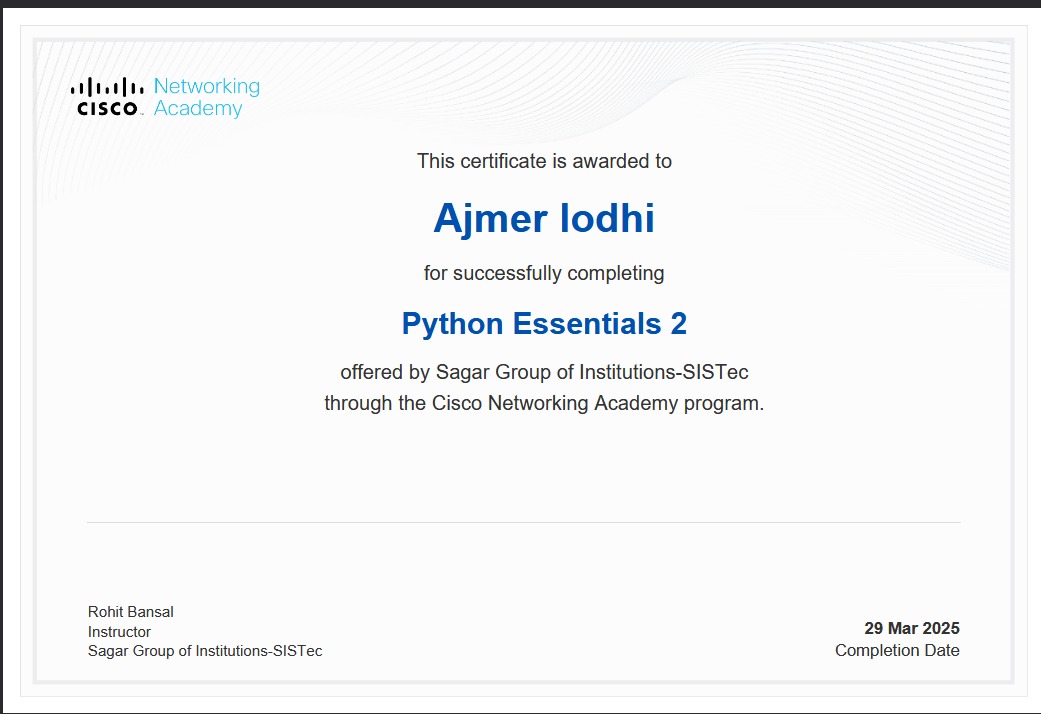 CISCO™ Networking
Academy
This certificate is awarded to
Ajmer lodhi
for successfully completing
Python Essentials 2
offered by Sagar Group of Institutions-SISTec
through the Cisco Networking Academy program.
Rohit Bansal
Instructor
Sagar Group of Institutions-SISTec
29 Mar 2025
Completion Date